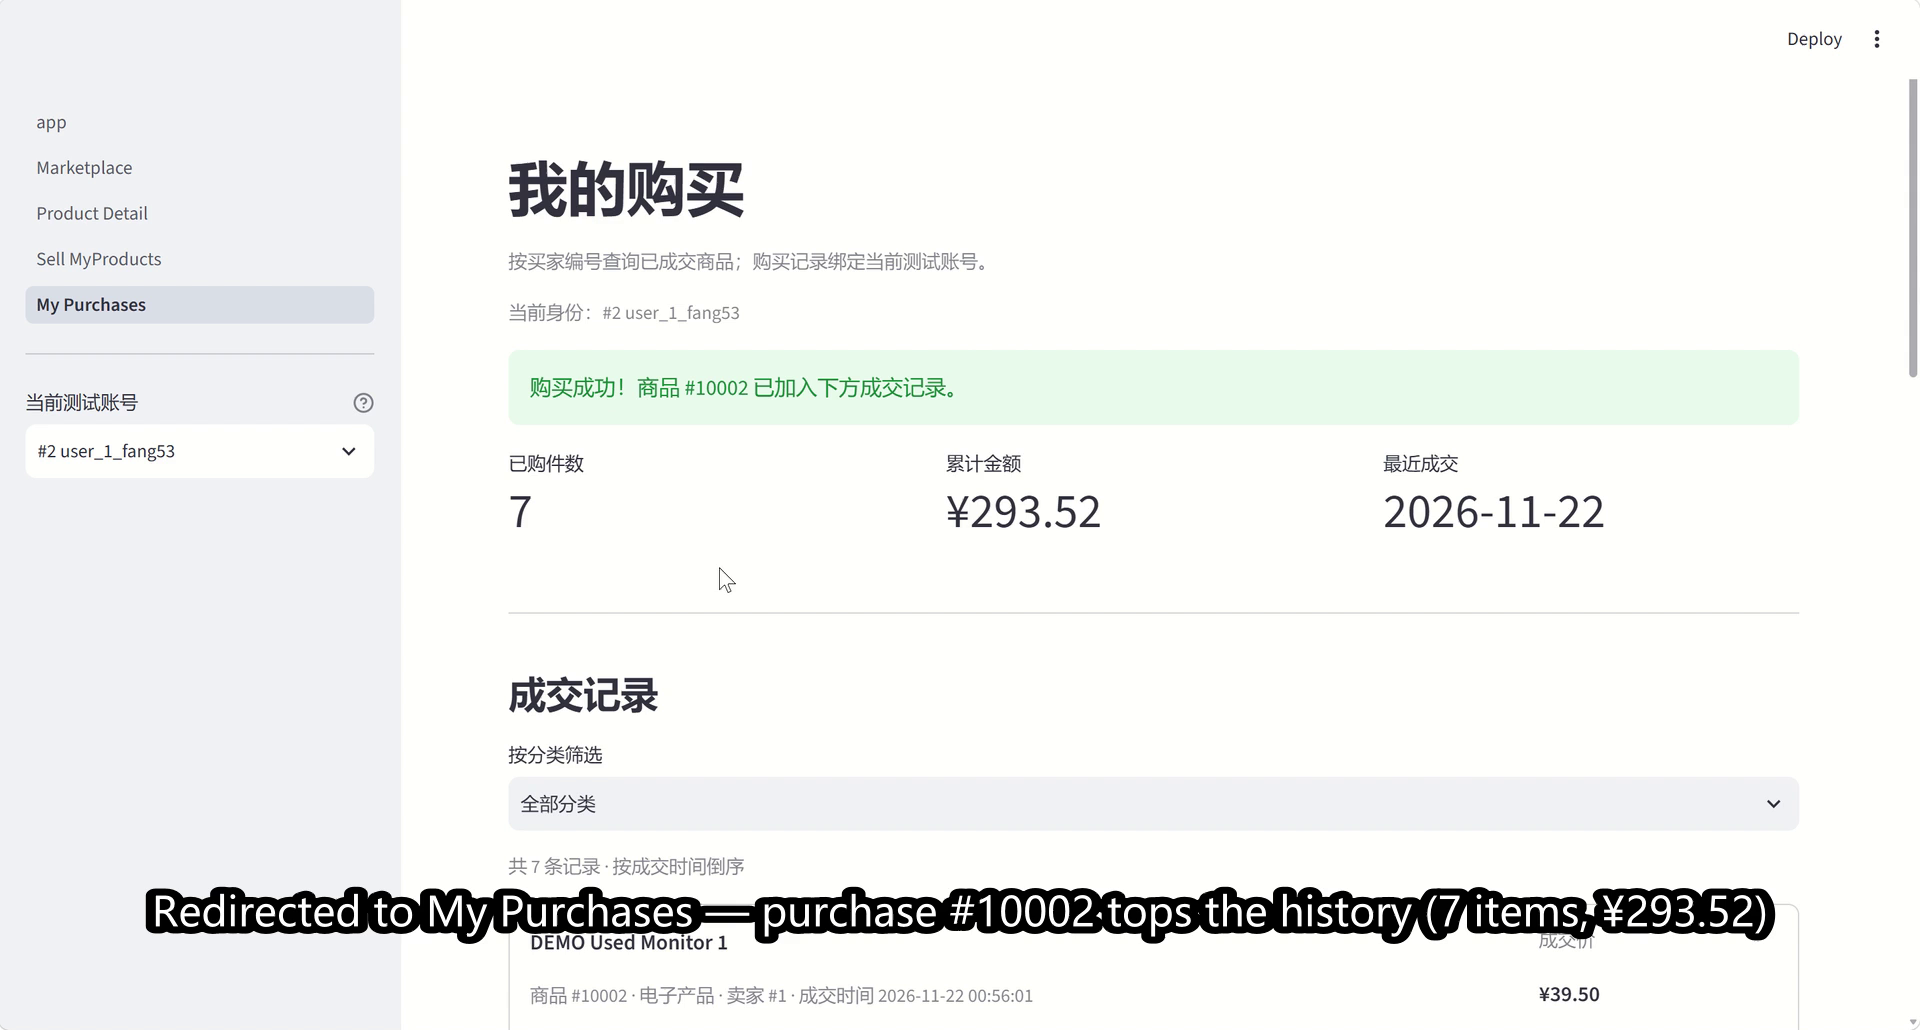 Deploy
app
Marketplace
Product Detail
Sell MyProducts
My Purchases
当前测试账号
#2 user_1_fang53
我的购买
按买家编号查询已成交商品；购买记录绑定当前测试账号。
当前身份：#2 user_1_fang53
购买成功！商品 #10002 已加入下方成交记录。
已购件数
7
累计金额
¥293.52
最近成交
2026-11-22
成交记录
按分类筛选
全部分类
共 7 条记录 · 按成交时间倒序
Redirected to My Purchases — purchase #10002 tops the history (7 items, ¥293.52)
DEMO Used Monitor 1
成交价
商品 #10002 · 电子产品 · 卖家 #1 · 成交时间 2026-11-22 00:56:01
¥39.50